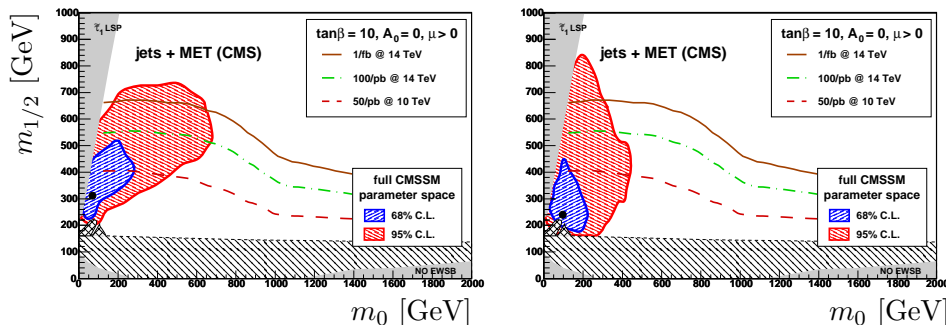 m₁/₂ [GeV]
1000
900
800
700
600
500
400
300
200
100
0
τ̃₁ LSP
jets + MET (CMS)
tanβ = 10, A₀ = 0, μ > 0
1/fb @ 14 TeV
100/pb @ 14 TeV
50/pb @ 10 TeV
full CMSSM
parameter space
68% C.L.
95% C.L.
NO EWSB
0 200 400 600 800 1000 1200 1400 1600 1800 2000
m₀ [GeV]
1000
900
800
700
600
500
400
300
200
100
0
τ̃₁ LSP
jets + MET (CMS)
tanβ = 10, A₀ = 0, μ > 0
1/fb @ 14 TeV
100/pb @ 14 TeV
50/pb @ 10 TeV
full CMSSM
parameter space
68% C.L.
95% C.L.
NO EWSB
0 200 400 600 800 1000 1200 1400 1600 1800 2000
m₀ [GeV]